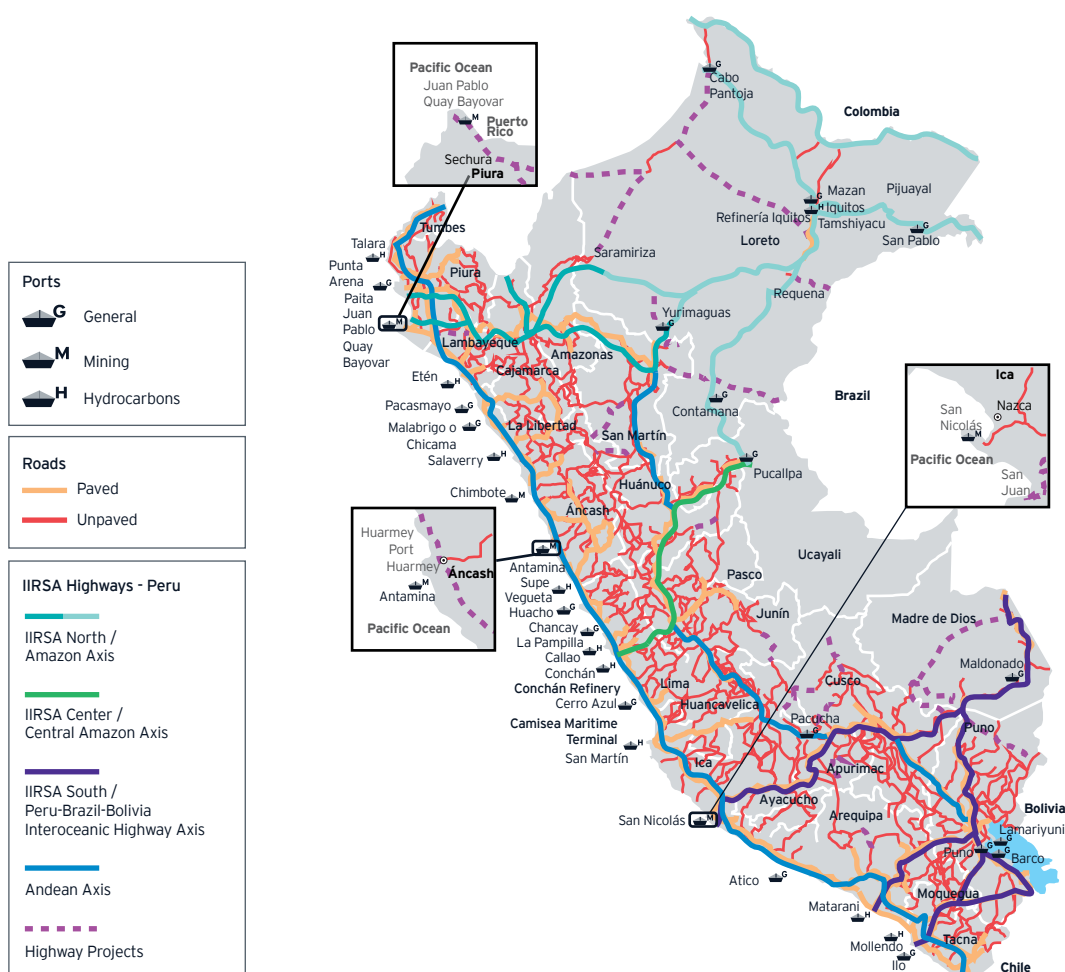 Pacific Ocean
Juan Pablo
Quay Bayovar
M
Puerto
Rico
Sechura
Piura
G
Cabo
Pantoja
Colombia
G
Mazan
H
Iquitos
Pijuayal
Refinería Iquitos
Tamshiyacu
G
San Pablo
Loreto
Tumbes
Talara
H
Saramiriza
Punta
Arena
G
Piura
Requena
Paita
Juan
Pablo
M
Quay
Bayovar
Yurimaguas
G
Lambayeque
Amazonas
Cajamarca
Etén
H
Brazil
Pacasmayo
G
Contamana
G
Malabrigo o
Chicama
G
La Libertad
San Martín
Salaverry
H
Pucallpa
G
Huánuco
Chimbote
M
Áncash
Ports
G
General
M
Mining
H
Hydrocarbons
Roads
Paved
Unpaved
IIRSA Highways - Peru
IIRSA North /
Amazon Axis
IIRSA Center /
Central Amazon Axis
IIRSA South /
Peru-Brazil-Bolivia
Interoceanic Highway Axis
Andean Axis
Highway Projects
Ica
San
Nicolás
M
Nazca
Pacific Ocean
San
Juan
Huarmey
Port
Huarmey
Áncash
M
Antamina
Pacific Ocean
M
Antamina
Supe
H
Vegueta
Huacho
G
Chancay
G
La Pampilla
H
Callao
Conchán
H
Conchán Refinery
Cerro Azul
G
Camisea Maritime
Terminal
H
San Martín
Ucayali
Pasco
Junín
Madre de Dios
Maldonado
G
Lima
Cusco
Huancavelica
Pacucha
G
Puno
Ica
Apurimac
Ayacucho
Arequipa
San Nicolás
M
Bolivia
Lamariyuni
G
Puno
G
G
Barco
Atico
G
Moquegua
Matarani
H
Mollendo
H
Ilo
G
Tacna
Chile